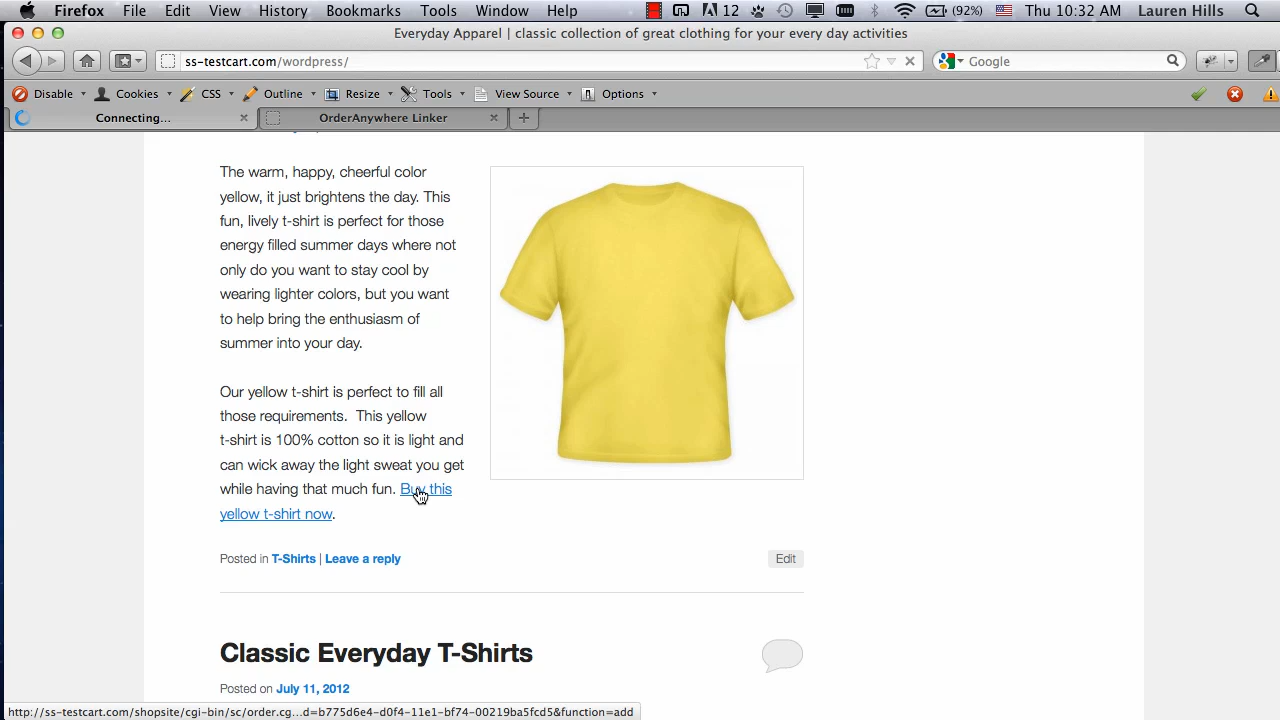 Firefox File Edit View History Bookmarks Tools Window Help 12 (92%) Thu 10:32 AM Lauren Hills
Everyday Apparel | classic collection of great clothing for your every day activities
ss-testcart.com/wordpress/ Google
Disable Cookies CSS Outline Resize Tools View Source Options
Connecting... OrderAnywhere Linker
The warm, happy, cheerful color
yellow, it just brightens the day. This
fun, lively t-shirt is perfect for those
energy filled summer days where not
only do you want to stay cool by
wearing lighter colors, but you want
to help bring the enthusiasm of
summer into your day.
Our yellow t-shirt is perfect to fill all
those requirements. This yellow
t-shirt is 100% cotton so it is light and
can wick away the light sweat you get
while having that much fun. Buy this
yellow t-shirt now.
Posted in T-Shirts | Leave a reply Edit
Classic Everyday T-Shirts
Posted on July 11, 2012
http://ss-testcart.com/shopsite/cgi-bin/sc/order.cg...d=b775d6e4-d0f4-11e1-bf74-00219ba5fcd5&function=add